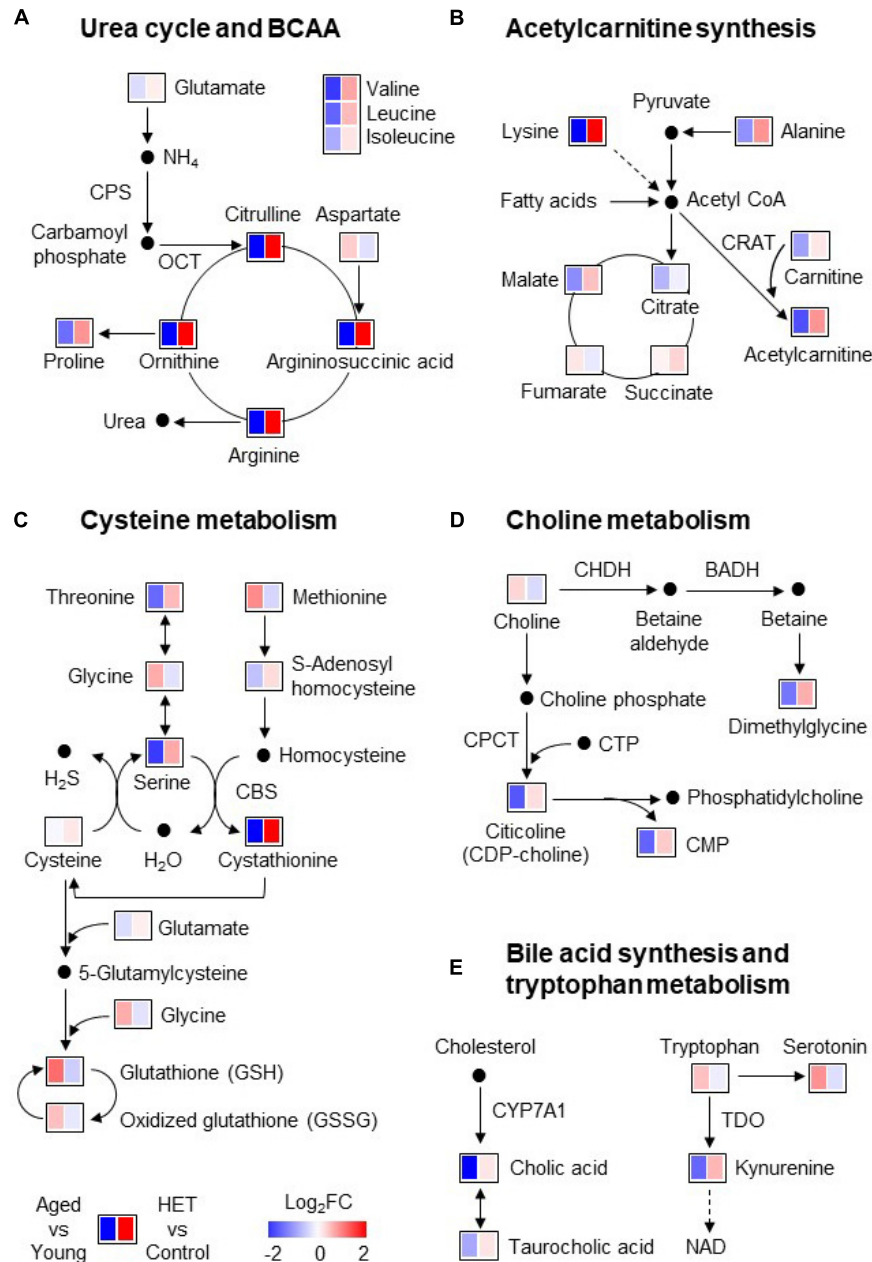 A
Urea cycle and BCAA
Glutamate
Valine
Leucine
Isoleucine
NH4
CPS
Carbamoyl
phosphate
OCT
Citrulline
Aspartate
Proline
Ornithine
Argininosuccinic acid
Urea
Arginine
B
Acetylcarnitine synthesis
Pyruvate
Lysine
Alanine
Fatty acids
Acetyl CoA
CRAT
Carnitine
Malate
Citrate
Acetylcarnitine
Fumarate
Succinate
C
Cysteine metabolism
Threonine
Methionine
Glycine
S-Adenosyl
homocysteine
H2S
Serine
Homocysteine
CBS
Cysteine
H2O
Cystathionine
Glutamate
5-Glutamylcysteine
Glycine
Glutathione (GSH)
Oxidized glutathione (GSSG)
Aged
vs
Young
HET
vs
Control
Log2FC
-2
0
2
D
Choline metabolism
CHDH
BADH
Choline
Betaine
aldehyde
Betaine
Choline phosphate
Dimethylglycine
CPCT
CTP
Citicoline
(CDP-choline)
Phosphatidylcholine
CMP
E
Bile acid synthesis and
tryptophan metabolism
Cholesterol
Tryptophan
Serotonin
CYP7A1
TDO
Cholic acid
Kynurenine
Taurocholic acid
NAD